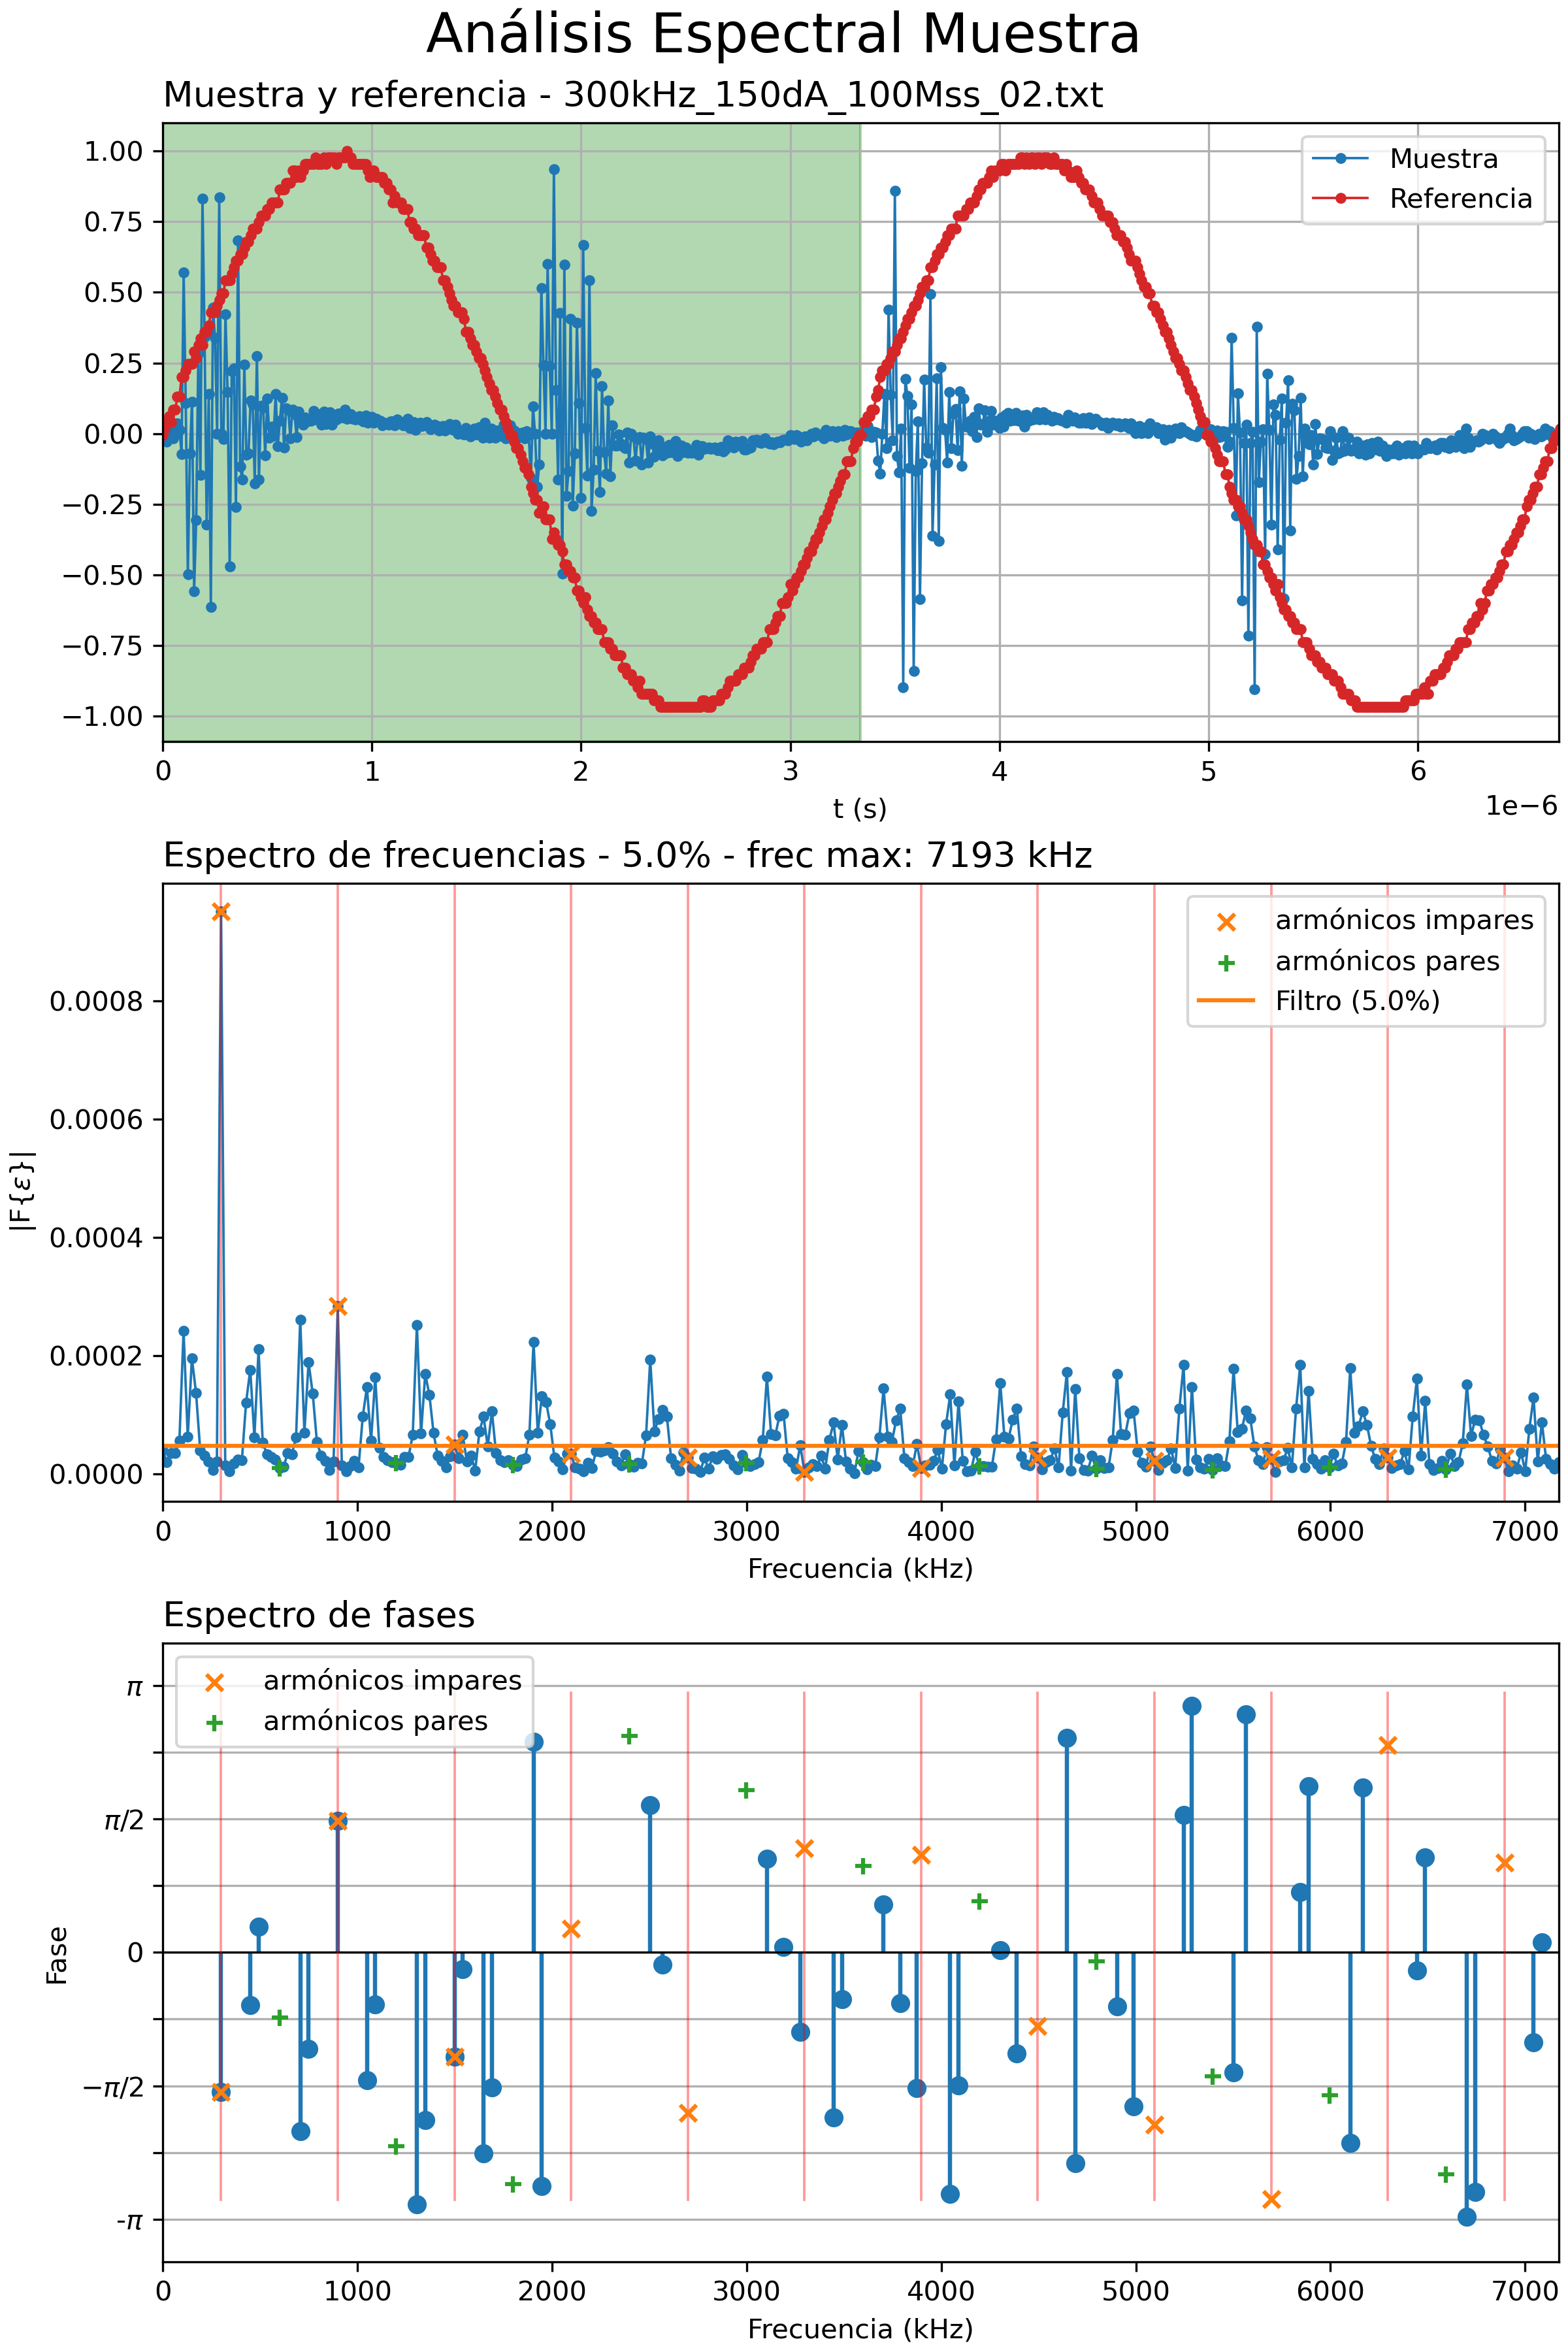 Análisis Espectral Muestra
Muestra y referencia - 300kHz_150dA_100Mss_02.txt
1.00
0.75
0.50
0.25
0.00
−0.25
−0.50
−0.75
−1.00
Muestra
Referencia
0 1 2 3 4 5 6
t (s)
1e−6
Espectro de frecuencias - 5.0% - frec max: 7193 kHz
armónicos impares
armónicos pares
Filtro (5.0%)
0.0008
0.0006
0.0004
0.0002
0.0000
|F{ε}|
0 1000 2000 3000 4000 5000 6000 7000
Frecuencia (kHz)
Espectro de fases
armónicos impares
armónicos pares
π
π/2
0
−π/2
-π
Fase
0 1000 2000 3000 4000 5000 6000 7000
Frecuencia (kHz)